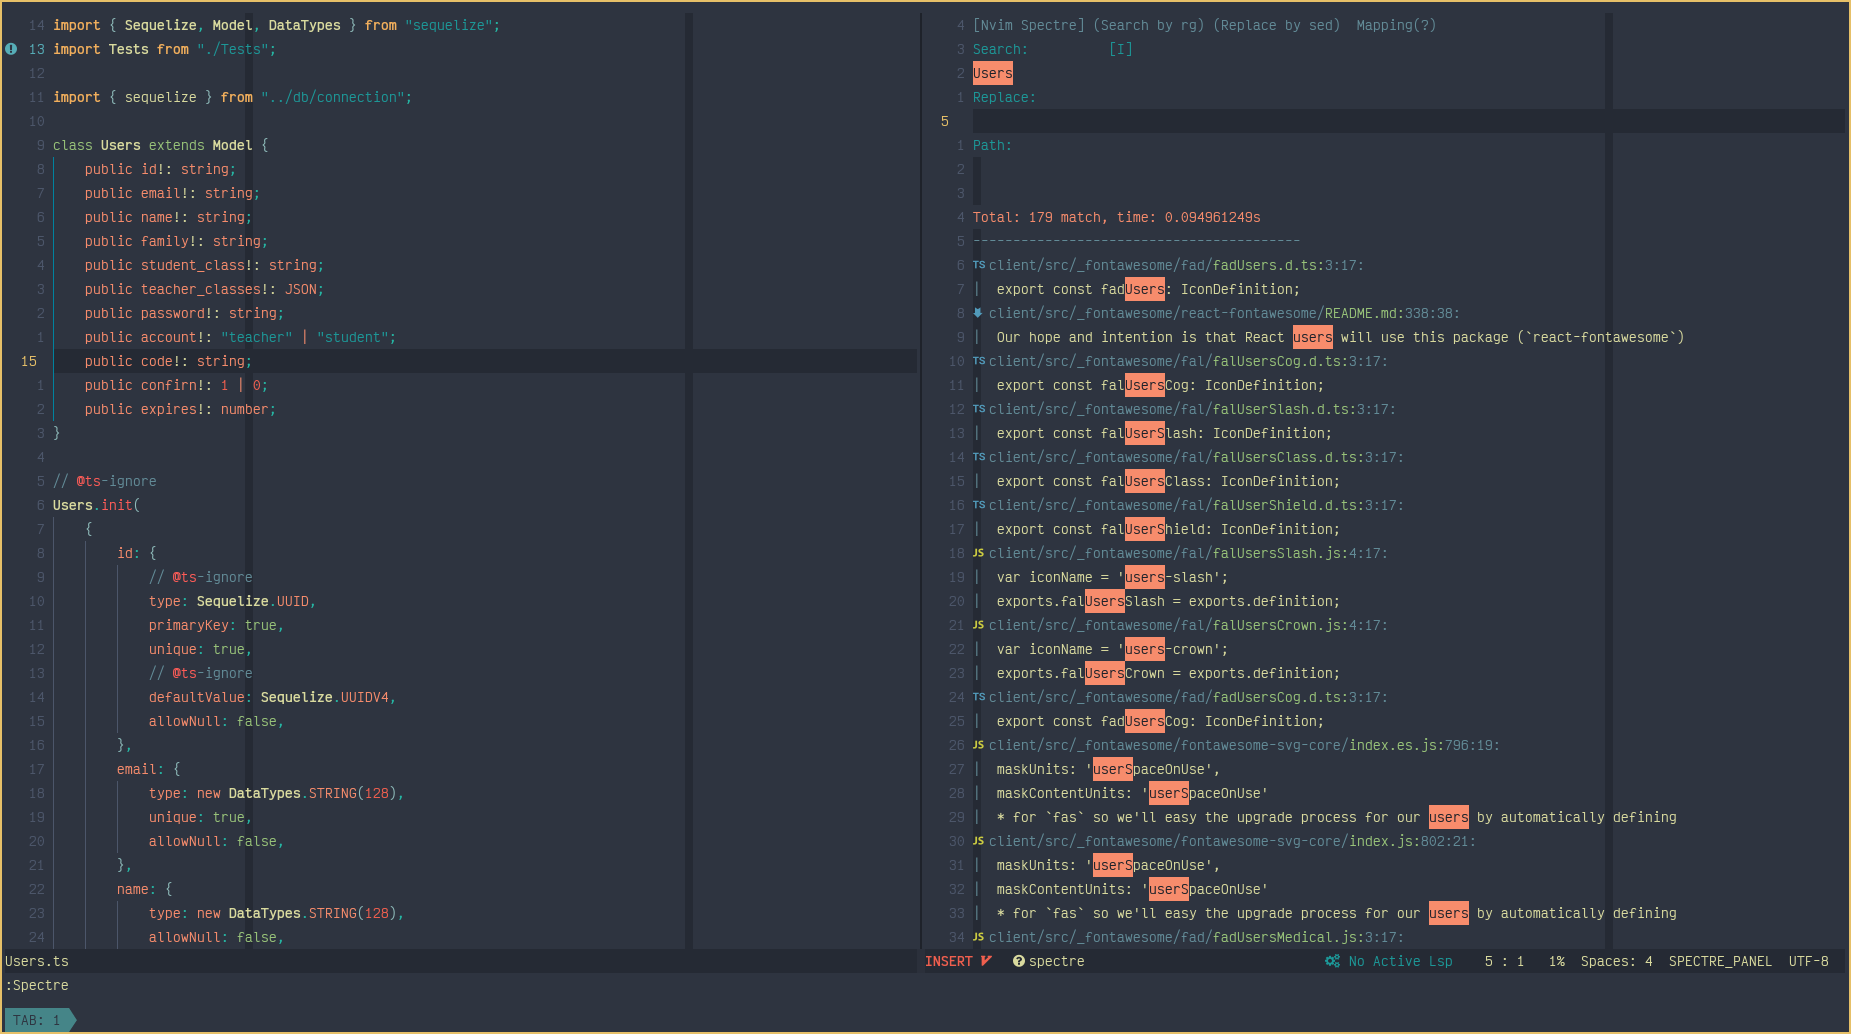 14 import { Sequelize, Model, DataTypes } from "sequelize";
13 import Tests from "./Tests";
12
11 import { sequelize } from "../db/connection";
10
9 class Users extends Model {
8 public id!: string;
7 public email!: string;
6 public name!: string;
5 public family!: string;
4 public student_class!: string;
3 public teacher_classes!: JSON;
2 public password!: string;
1 public account!: "teacher" | "student";
15 public code!: string;
1 public confirn!: 1 | 0;
2 public expires!: number;
3 }
4
5 // @ts-ignore
6 Users.init(
7 {
8 id: {
9 // @ts-ignore
10 type: Sequelize.UUID,
11 primaryKey: true,
12 unique: true,
13 // @ts-ignore
14 defaultValue: Sequelize.UUIDV4,
15 allowNull: false,
16 },
17 email: {
18 type: new DataTypes.STRING(128),
19 unique: true,
20 allowNull: false,
21 },
22 name: {
23 type: new DataTypes.STRING(128),
24 allowNull: false,
Users.ts
4 [Nvim Spectre] (Search by rg) (Replace by sed)  Mapping(?)
3 Search: [I]
2 Users
1 Replace:
5
1 Path:
2
3
4 Total: 179 match, time: 0.094961249s
5 -----------------------------------------
6 TS client/src/_fontawesome/fad/fadUsers.d.ts:3:17:
7 | export const fadUsers: IconDefinition;
8 client/src/_fontawesome/react-fontawesome/README.md:338:38:
9 | Our hope and intention is that React users will use this package (`react-fontawesome`)
10 TS client/src/_fontawesome/fal/falUsersCog.d.ts:3:17:
11 | export const falUsersCog: IconDefinition;
12 TS client/src/_fontawesome/fal/falUserSlash.d.ts:3:17:
13 | export const falUserSlash: IconDefinition;
14 TS client/src/_fontawesome/fal/falUsersClass.d.ts:3:17:
15 | export const falUsersClass: IconDefinition;
16 TS client/src/_fontawesome/fal/falUserShield.d.ts:3:17:
17 | export const falUserShield: IconDefinition;
18 JS client/src/_fontawesome/fal/falUsersSlash.js:4:17:
19 | var iconName = 'users-slash';
20 | exports.falUsersSlash = exports.definition;
21 JS client/src/_fontawesome/fal/falUsersCrown.js:4:17:
22 | var iconName = 'users-crown';
23 | exports.falUsersCrown = exports.definition;
24 TS client/src/_fontawesome/fad/fadUsersCog.d.ts:3:17:
25 | export const fadUsersCog: IconDefinition;
26 JS client/src/_fontawesome/fontawesome-svg-core/index.es.js:796:19:
27 | maskUnits: 'userSpaceOnUse',
28 | maskContentUnits: 'userSpaceOnUse'
29 | * for `fas` so we'll easy the upgrade process for our users by automatically defining
30 JS client/src/_fontawesome/fontawesome-svg-core/index.js:802:21:
31 | maskUnits: 'userSpaceOnUse',
32 | maskContentUnits: 'userSpaceOnUse'
33 | * for `fas` so we'll easy the upgrade process for our users by automatically defining
34 JS client/src/_fontawesome/fad/fadUsersMedical.js:3:17:
INSERT spectre No Active Lsp 5 : 1 1% Spaces: 4 SPECTRE_PANEL UTF-8
:Spectre
TAB: 1